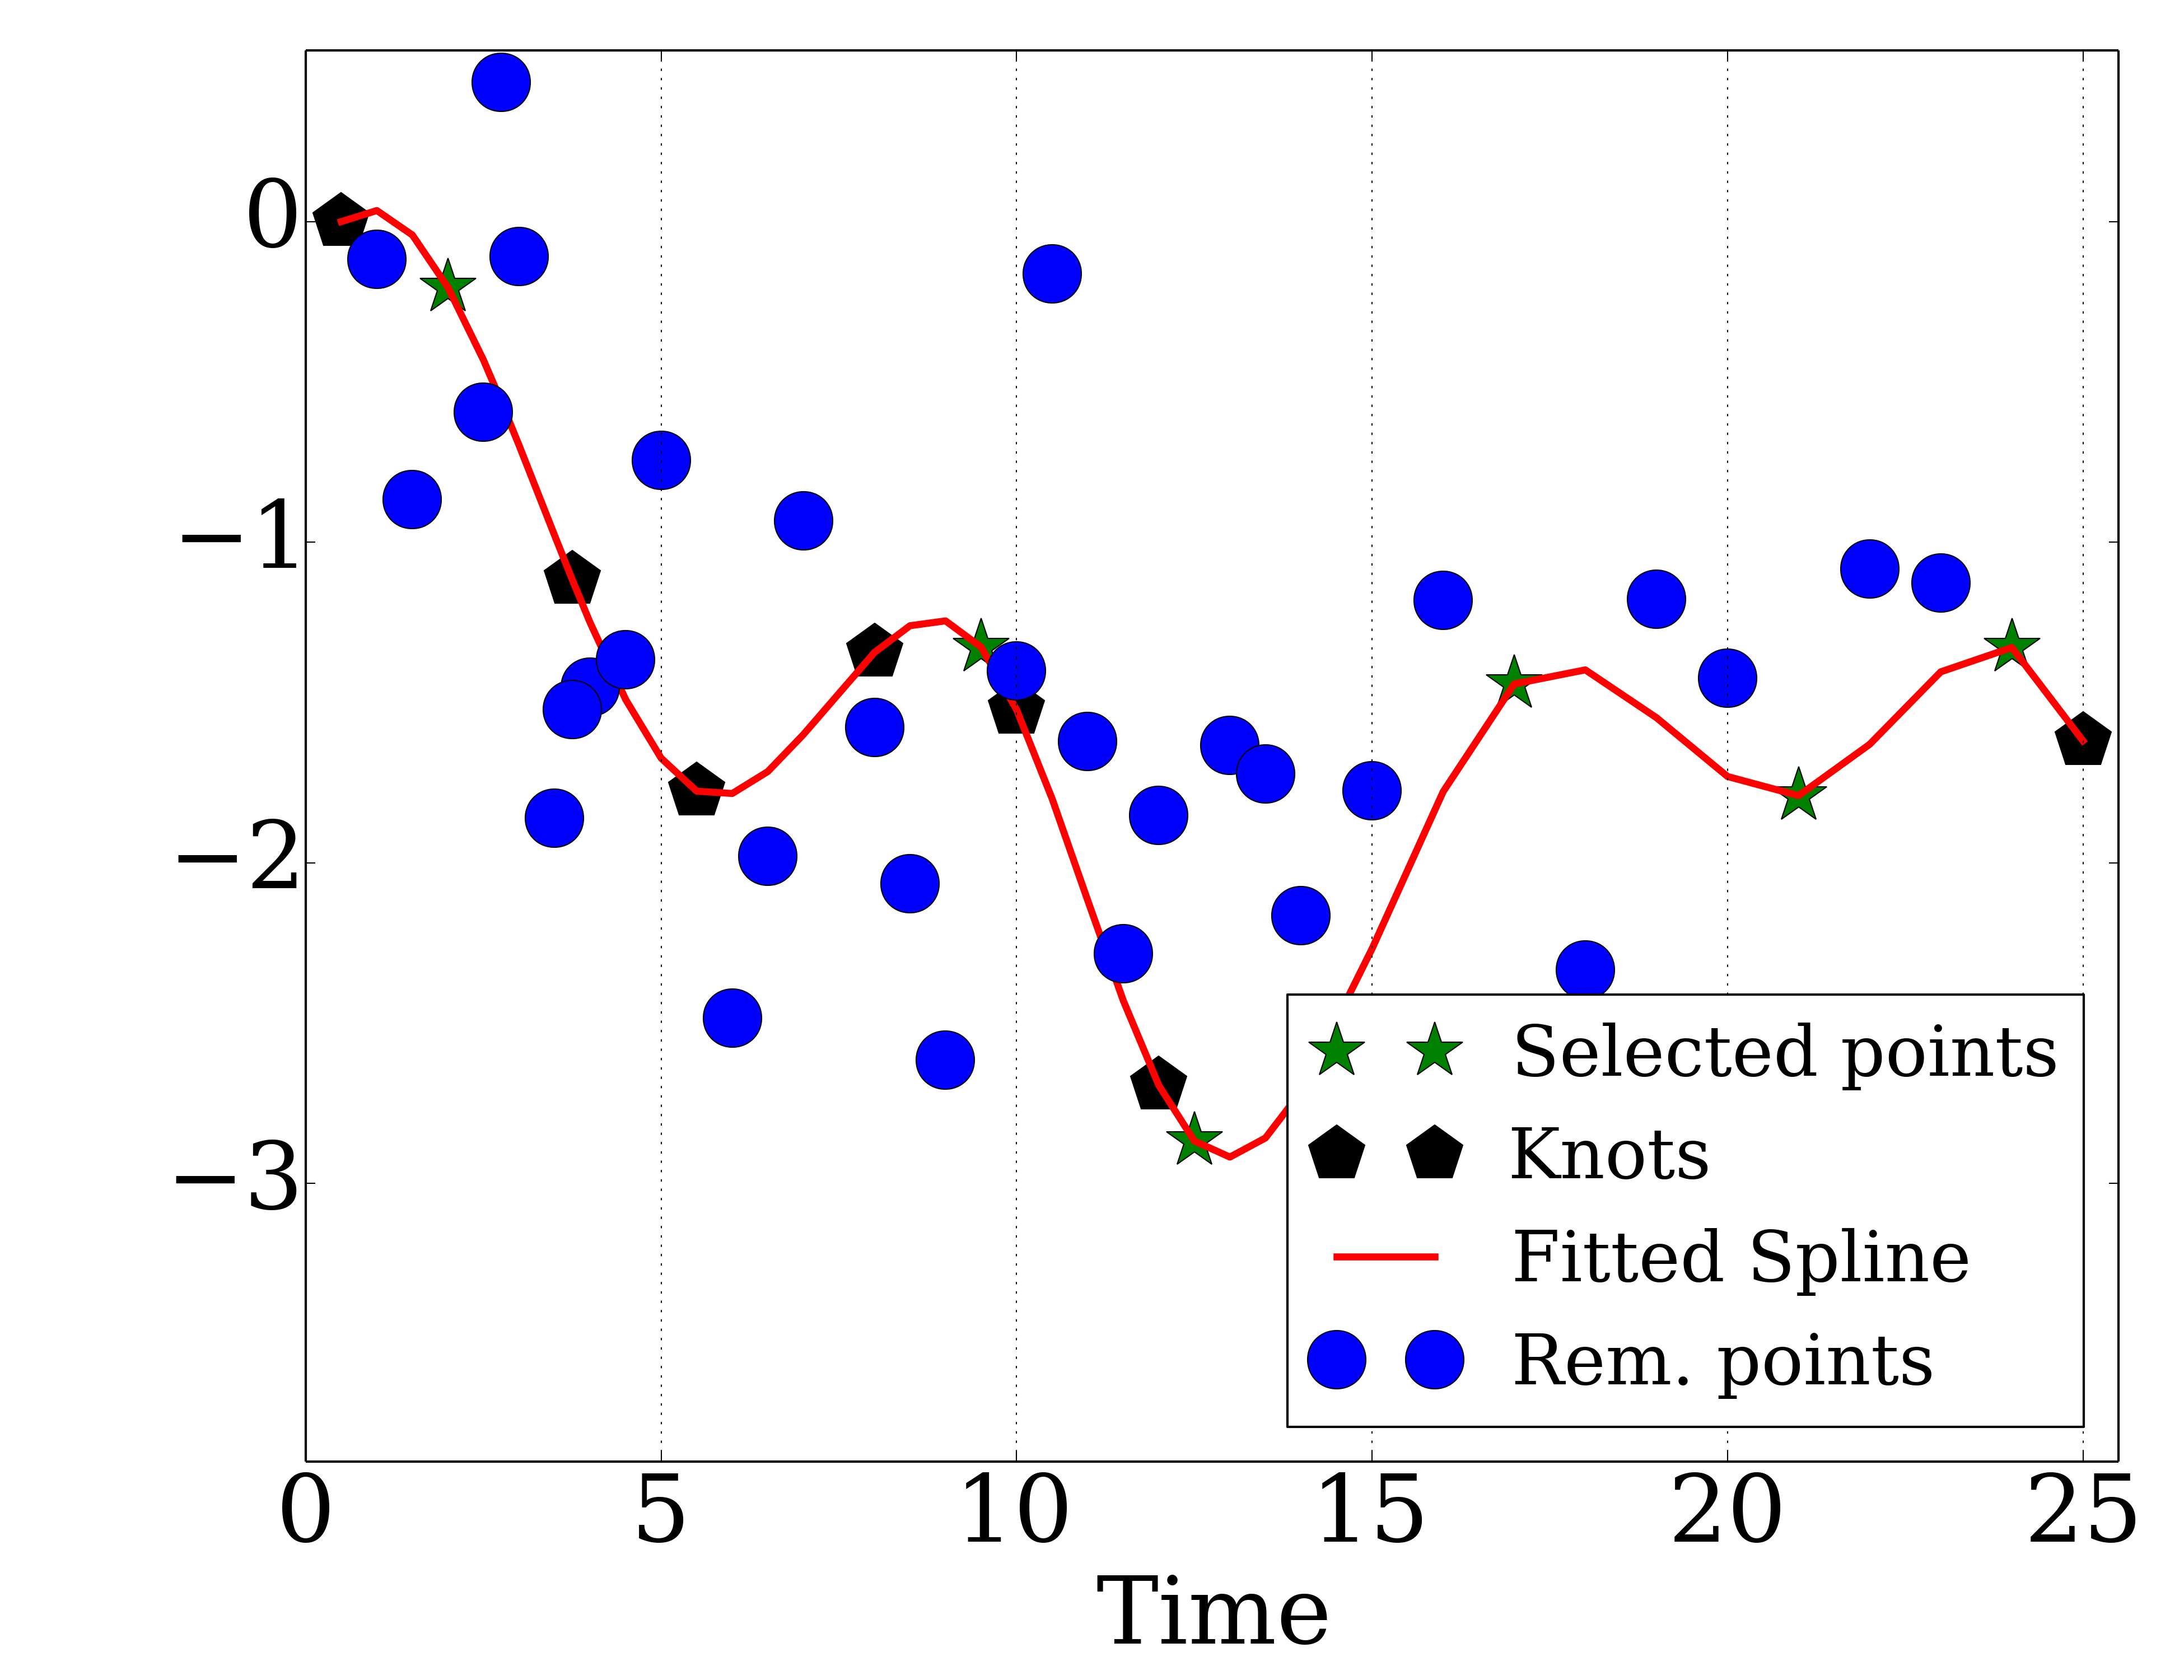 0
−1
−2
−3
Selected points
Knots
Fitted Spline
Rem. points
0 5 10 15 20 25
Time